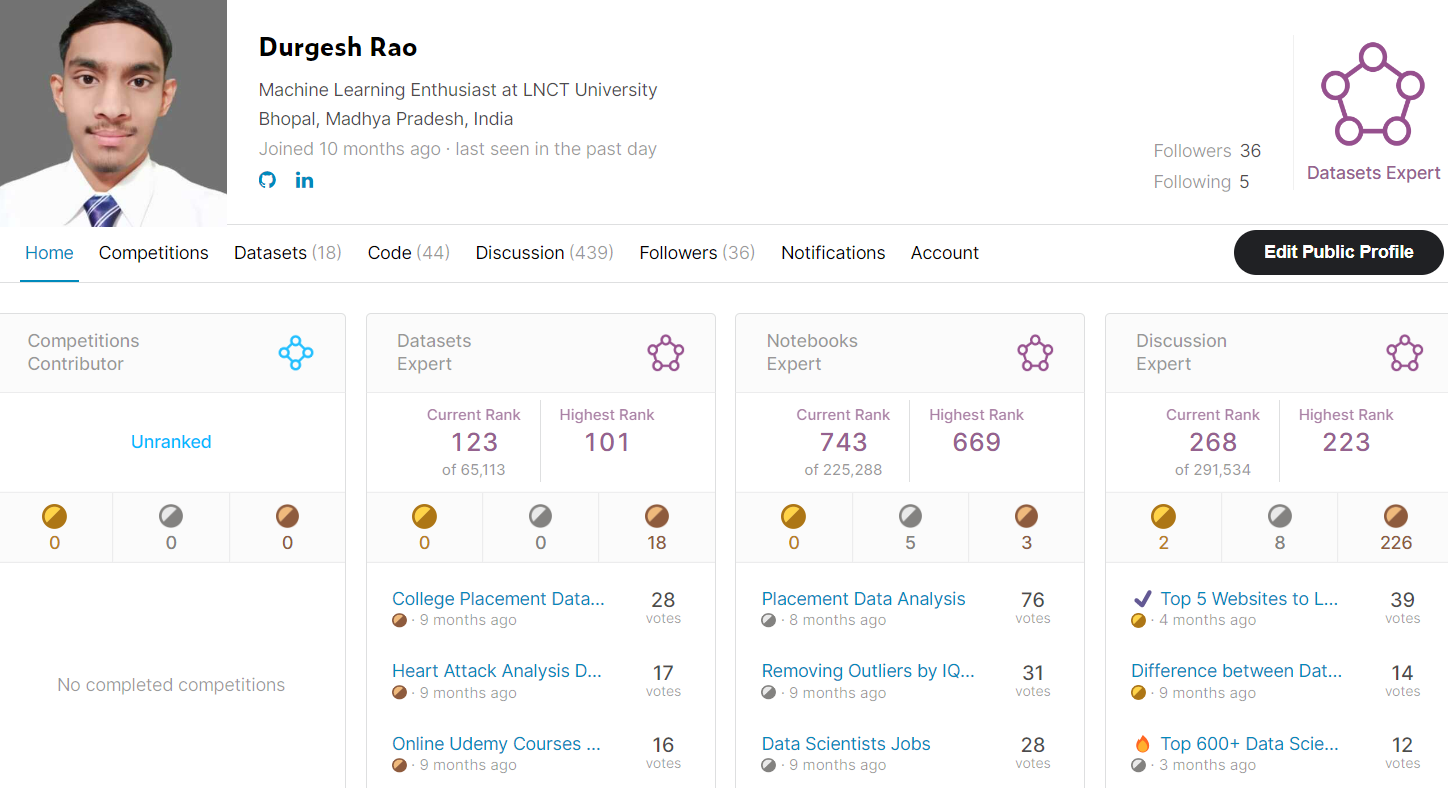 Durgesh Rao
Machine Learning Enthusiast at LNCT University
Bhopal, Madhya Pradesh, India
Joined 10 months ago · last seen in the past day
in
Followers 36
Following 5
Datasets Expert
Home Competitions Datasets (18) Code (44) Discussion (439) Followers (36) Notifications Account Edit Public Profile
Competitions
Contributor
Unranked
0 0 0
No completed competitions
Datasets
Expert
Current Rank Highest Rank
123 101
of 65,113
0 0 18
College Placement Data... 28
· 9 months ago votes
Heart Attack Analysis D... 17
· 9 months ago votes
Online Udemy Courses ... 16
· 9 months ago votes
Notebooks
Expert
Current Rank Highest Rank
743 669
of 225,288
0 5 3
Placement Data Analysis 76
· 8 months ago votes
Removing Outliers by IQ... 31
· 9 months ago votes
Data Scientists Jobs 28
· 9 months ago votes
Discussion
Expert
Current Rank Highest Rank
268 223
of 291,534
2 8 226
✔ Top 5 Websites to L... 39
· 4 months ago votes
Difference between Dat... 14
· 9 months ago votes
🔥 Top 600+ Data Scie... 12
· 3 months ago votes